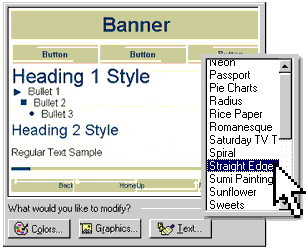 Banner
Button Button Button
Heading 1 Style
Bullet 1
Bullet 2
Bullet 3
Heading 2 Style
Regular Text Sample
Back Home Up
What would you like to modify?
Colors... Graphics... Text...
Neon
Passport
Pie Charts
Radius
Rice Paper
Romanesque
Saturday TV T
Spiral
Straight Edge
Sumi Painting
Sunflower
Sweets